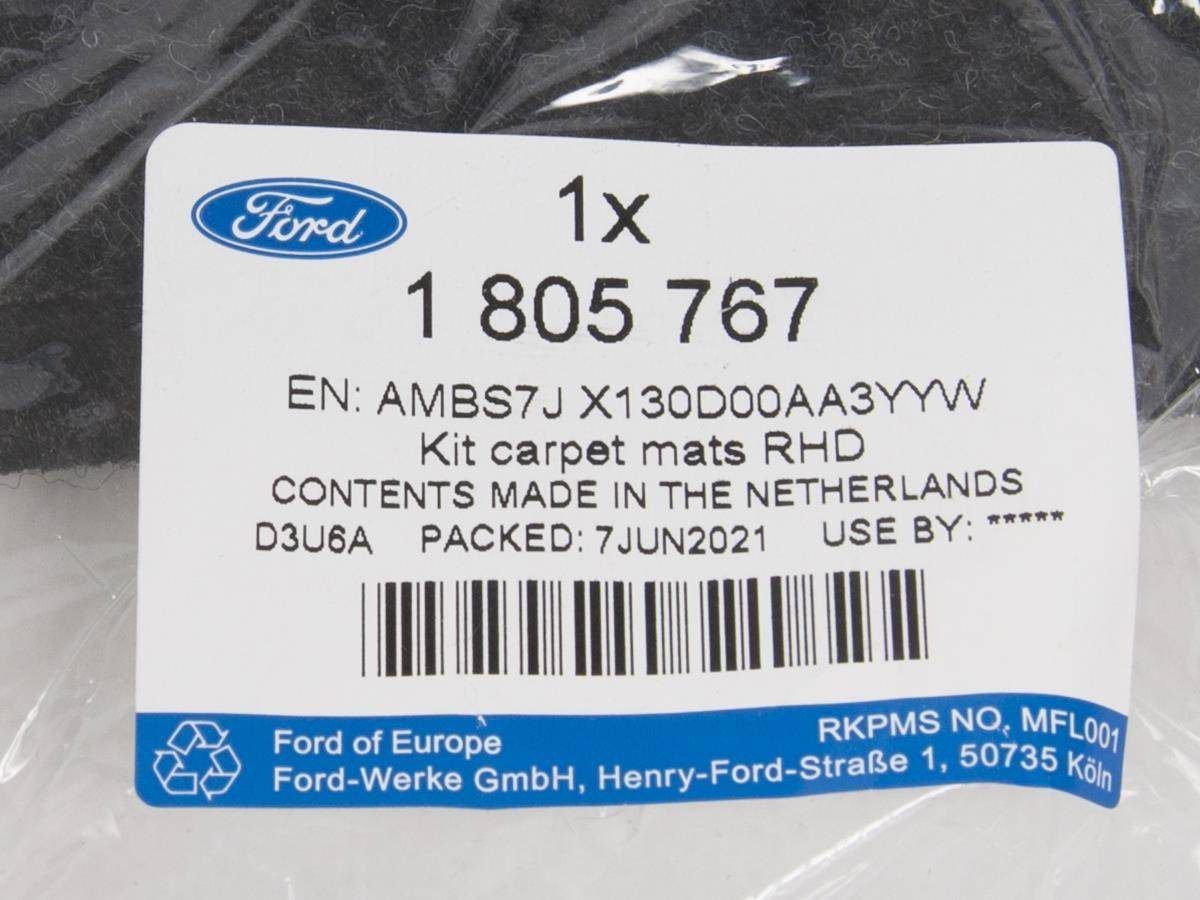 Ford
1x
1 805 767
EN: AMBS7J X130D00AA3YYW
Kit carpet mats RHD
CONTENTS MADE IN THE NETHERLANDS
D3U6A PACKED: 7JUN2021 USE BY: *****
Ford of Europe RKPMS NO. MFL001
Ford-Werke GmbH, Henry-Ford-Straße 1, 50735 Köln